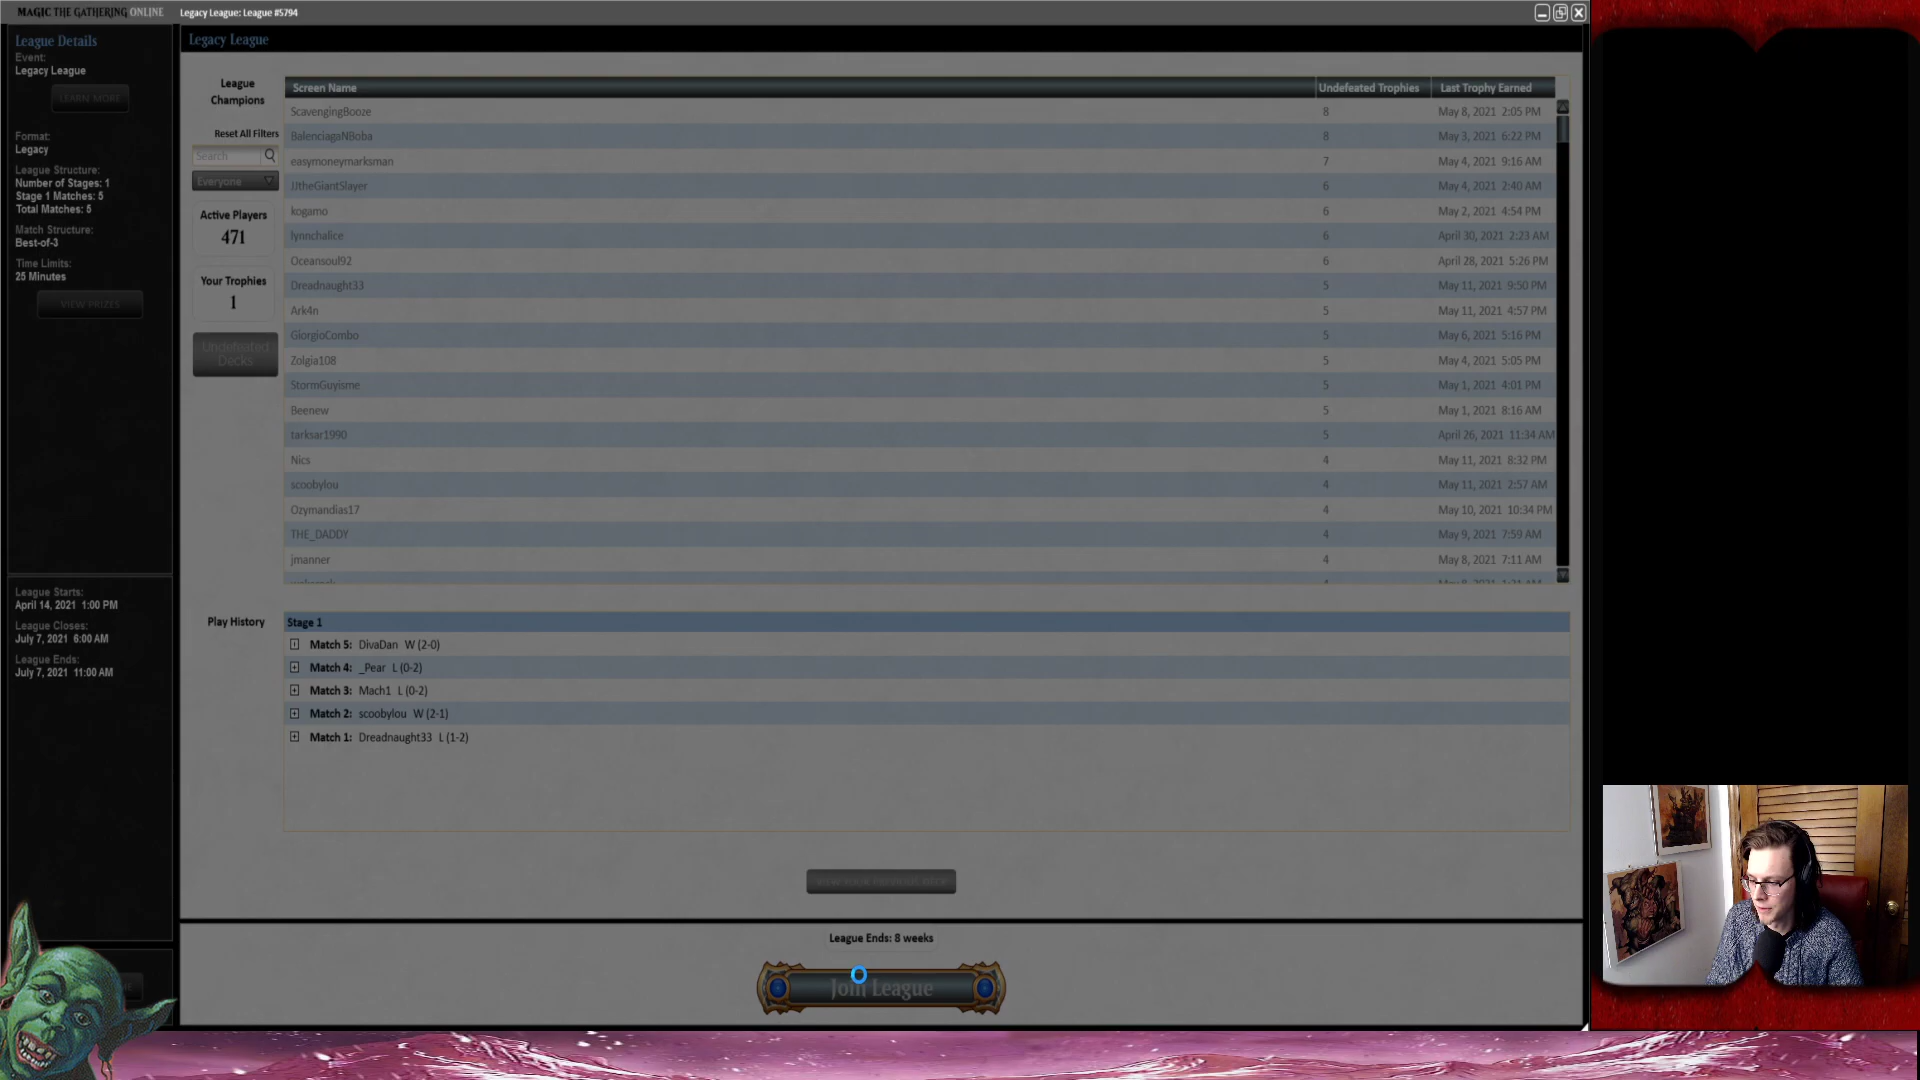 MAGIC THE GATHERING ONLINE
Legacy League: League #5794
League Details
Event:
Legacy League
LEARN MORE
Format:
Legacy
League Structure:
Number of Stages: 1
Stage 1 Matches: 5
Total Matches: 5
Match Structure:
Best-of-3
Time Limits:
25 Minutes
VIEW PRIZES
League Starts:
April 14, 2021 1:00 PM
League Closes:
July 7, 2021 6:00 AM
League Ends:
July 7, 2021 11:00 AM
Legacy League
League
Champions
Reset All Filters
Search
Everyone
Active Players
471
Your Trophies
1
Undefeated
Decks
Screen Name Undefeated Trophies Last Trophy Earned
ScavengingBooze 8 May 8, 2021 2:05 PM
BalenciagaNBoba 8 May 3, 2021 6:22 PM
easymoneymarksman 7 May 4, 2021 9:16 AM
JJtheGiantSlayer 6 May 4, 2021 2:40 AM
kogamo 6 May 2, 2021 4:54 PM
lynnchalice 6 April 30, 2021 2:23 AM
Oceansoul92 6 April 28, 2021 5:26 PM
Dreadnaught33 5 May 11, 2021 9:50 PM
Ark4n 5 May 11, 2021 4:57 PM
GiorgioCombo 5 May 6, 2021 5:16 PM
Zolgia108 5 May 4, 2021 5:05 PM
StormGuyisme 5 May 1, 2021 4:01 PM
Beenew 5 May 1, 2021 8:16 AM
tarksar1990 5 April 26, 2021 11:34 AM
Nics 4 May 11, 2021 8:32 PM
scoobylou 4 May 11, 2021 2:57 AM
Ozymandias17 4 May 10, 2021 10:34 PM
THE_DADDY 4 May 9, 2021 7:59 AM
jmanner 4 May 8, 2021 7:11 AM
Play History
Stage 1
Match 5: DivaDan W (2-0)
Match 4: _Pear L (0-2)
Match 3: Mach1 L (0-2)
Match 2: scoobylou W (2-1)
Match 1: Dreadnaught33 L (1-2)
VIEW YOUR PREVIOUS DECK
League Ends: 8 weeks
Join League